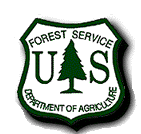 FOREST SERVICE
U S
DEPARTMENT OF AGRICULTURE